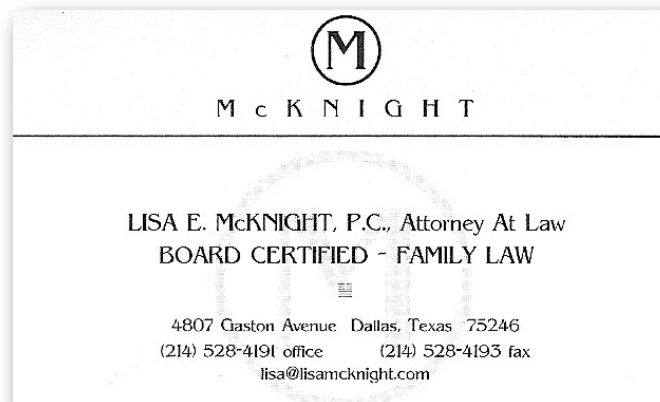 M
McKNIGHT
LISA E. McKNIGHT, P.C., Attorney At Law
BOARD CERTIFIED - FAMILY LAW
4807 Gaston Avenue Dallas, Texas 75246
(214) 528-4191 office (214) 528-4193 fax
lisa@lisamcknight.com